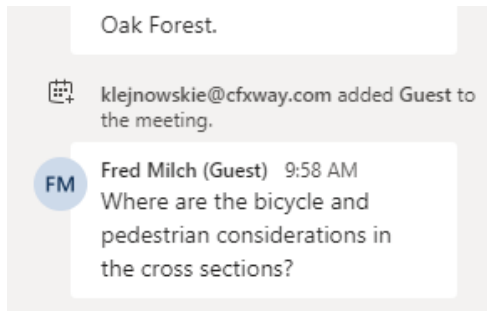 Oak Forest.
klejnowskie@cfxway.com added Guest to
the meeting.
FM
Fred Milch (Guest) 9:58 AM
Where are the bicycle and
pedestrian considerations in
the cross sections?